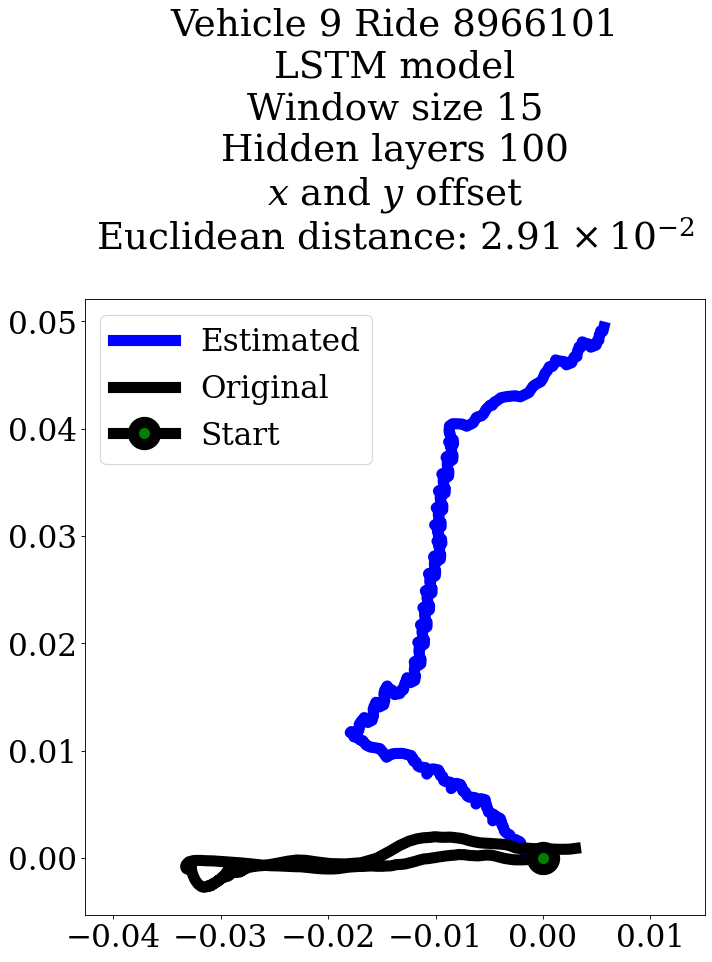 Vehicle 9 Ride 8966101
LSTM model
Window size 15
Hidden layers 100
x and y offset
Euclidean distance: 2.91 × 10⁻²
Estimated
Original
Start
0.05
0.04
0.03
0.02
0.01
0.00
−0.04 −0.03 −0.02 −0.01 0.00 0.01